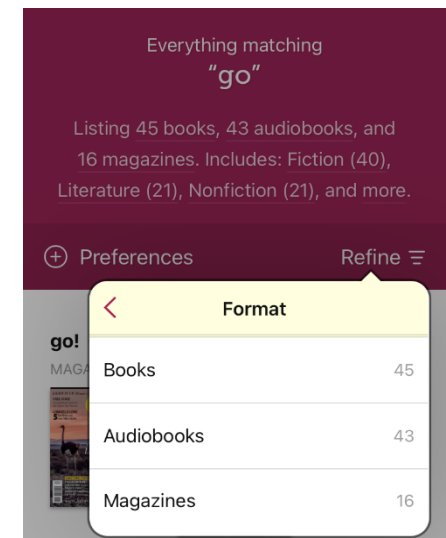 Everything matching
“go”
Listing 45 books, 43 audiobooks, and
16 magazines. Includes: Fiction (40),
Literature (21), Nonfiction (21), and more.
Preferences Refine
Format
go!
MAGA
Books 45
Audiobooks 43
Magazines 16